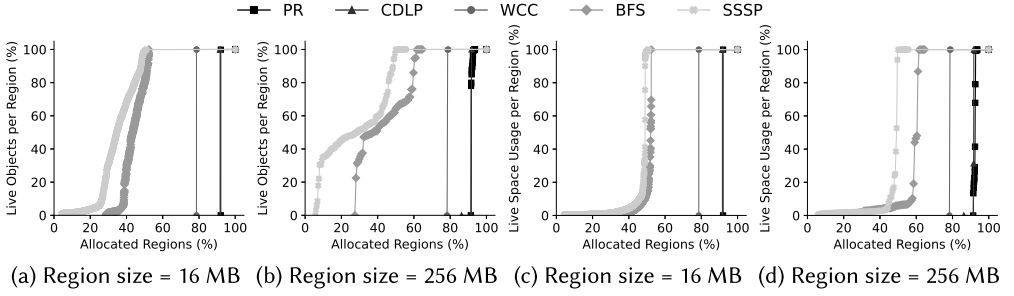 PR CDLP WCC BFS SSSP
Live Objects per Region (%)
100
80
60
40
20
0
0 20 40 60 80 100
Allocated Regions (%)
(a) Region size = 16 MB
Live Objects per Region (%)
100
80
60
40
20
0
0 20 40 60 80 100
Allocated Regions (%)
(b) Region size = 256 MB
Live Space Usage per Region (%)
100
80
60
40
20
0
0 20 40 60 80 100
Allocated Regions (%)
(c) Region size = 16 MB
Live Space Usage per Region (%)
100
80
60
40
20
0
0 20 40 60 80 100
Allocated Regions (%)
(d) Region size = 256 MB